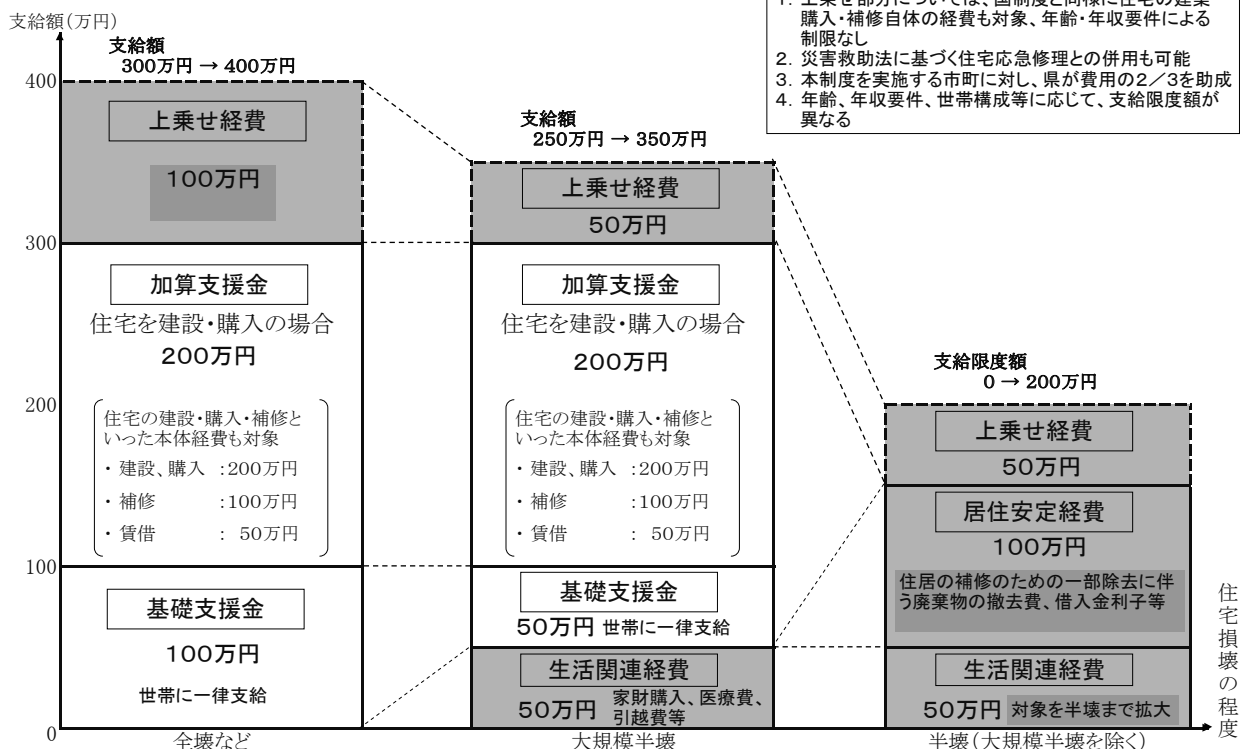 1. 上乗せ部分については、国制度と同様に住宅の建築
購入・補修自体の経費も対象、年齢・年収要件による
制限なし
2. 災害救助法に基づく住宅応急修理との併用も可能
3. 本制度を実施する市町に対し、県が費用の2/3を助成
4. 年齢、年収要件、世帯構成等に応じて、支給限度額が
異なる
支給額(万円)
400
300
200
100
0
支給額
300万円 → 400万円
上乗せ経費
100万円
加算支援金
住宅を建設・購入の場合
200万円
住宅の建設・購入・補修と
いった本体経費も対象
・ 建設、購入 :200万円
・ 補修 :100万円
・ 賃借 : 50万円
基礎支援金
100万円
世帯に一律支給
全壊など
支給額
250万円 → 350万円
上乗せ経費
50万円
加算支援金
住宅を建設・購入の場合
200万円
住宅の建設・購入・補修と
いった本体経費も対象
・ 建設、購入 :200万円
・ 補修 :100万円
・ 賃借 : 50万円
基礎支援金
50万円 世帯に一律支給
生活関連経費
50万円 家財購入、医療費、
引越費等
大規模半壊
支給限度額
0 → 200万円
上乗せ経費
50万円
居住安定経費
100万円
住居の補修のための一部除去に伴
う廃棄物の撤去費、借入金利子等
生活関連経費
50万円 対象を半壊まで拡大
半壊(大規模半壊を除く)
住宅損壊の程度